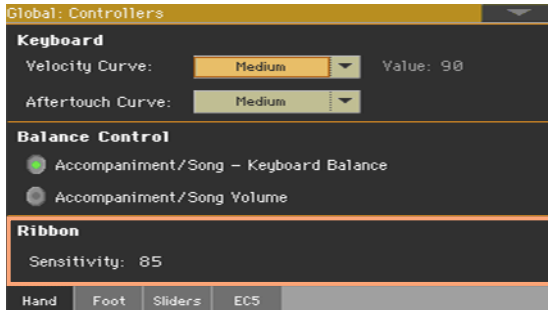 Global: Controllers
Keyboard
Velocity Curve: Medium Value: 90
Aftertouch Curve: Medium
Balance Control
Accompaniment/Song - Keyboard Balance
Accompaniment/Song Volume
Ribbon
Sensitivity: 85
Hand Foot Sliders EC5